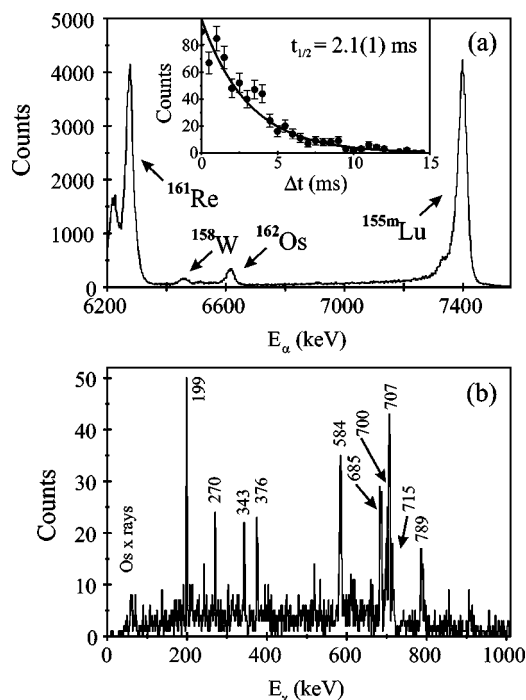 (a)
t1/2 = 2.1(1) ms
Counts
100
80
60
40
20
0
0 5 10 15
Δt (ms)
Counts
5000
4000
3000
2000
1000
0
161Re
158W
162Os
155mLu
6200 6600 7000 7400
Eα (keV)
(b)
Counts
50
40
30
20
10
0
Os x rays
199
270
343
376
584
685
700
707
715
789
0 200 400 600 800 1000
Eγ (keV)